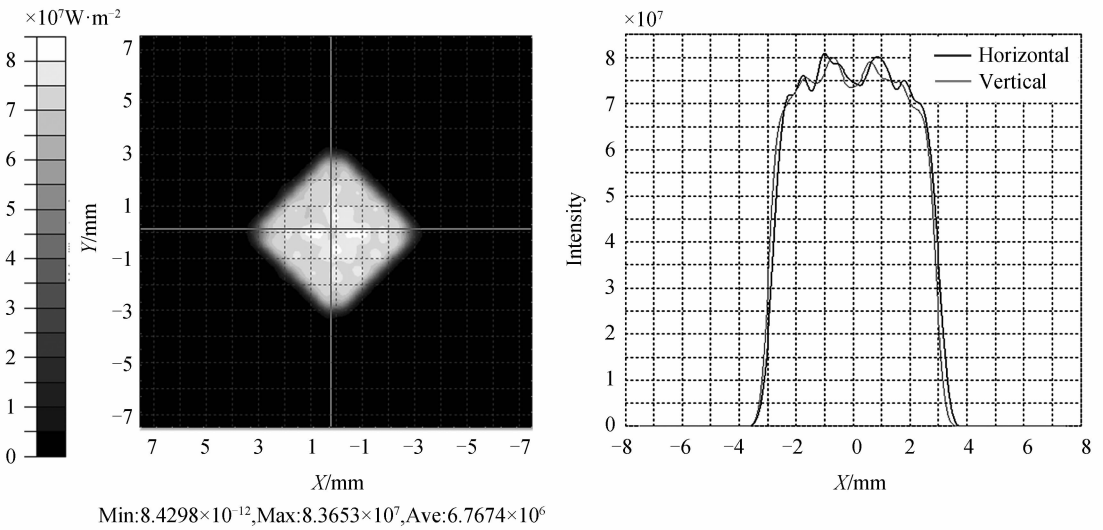 ×10⁷W·m⁻²
8
7
6
5
4
3
2
1
0
7
5
3
1
−1
−3
−5
−7
Y/mm
7 5 3 1 −1 −3 −5 −7
X/mm
Min:8.4298×10⁻¹²,Max:8.3653×10⁷,Ave:6.7674×10⁶
×10⁷
8
7
6
5
4
3
2
1
0
Intensity
Horizontal
Vertical
−8 −6 −4 −2 0 2 4 6 8
X/mm